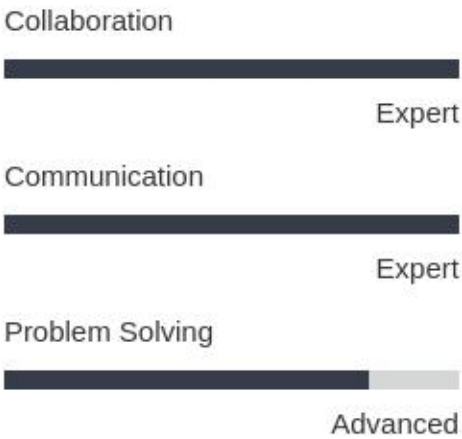 Collaboration
Expert
Communication
Expert
Problem Solving
Advanced